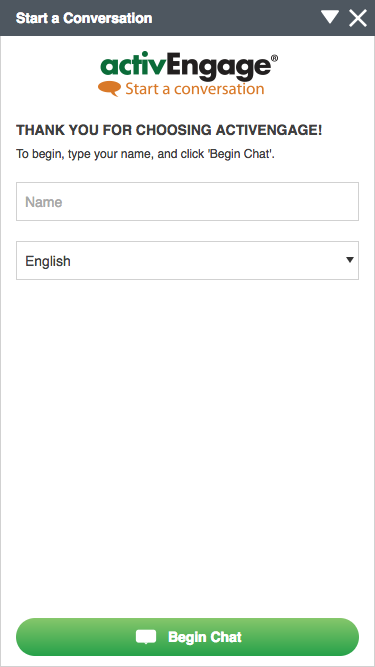 Start a Conversation
activEngage®
Start a conversation
THANK YOU FOR CHOOSING ACTIVENGAGE!
To begin, type your name, and click 'Begin Chat'.
Name
English
Begin Chat